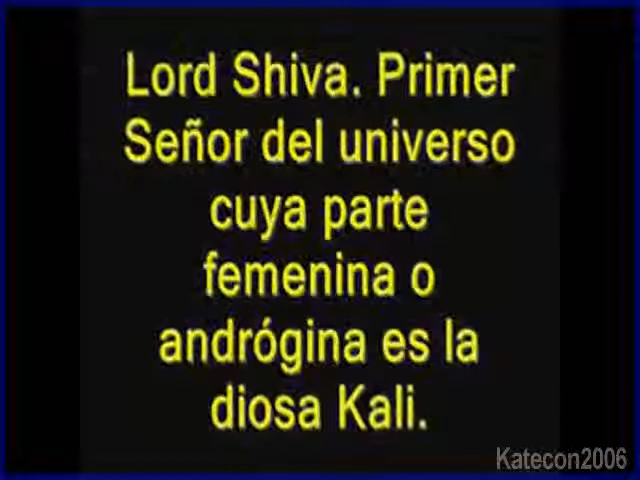 Lord Shiva. Primer
Señor del universo
cuya parte
femenina o
andrógina es la
diosa Kali.
Katecon2006